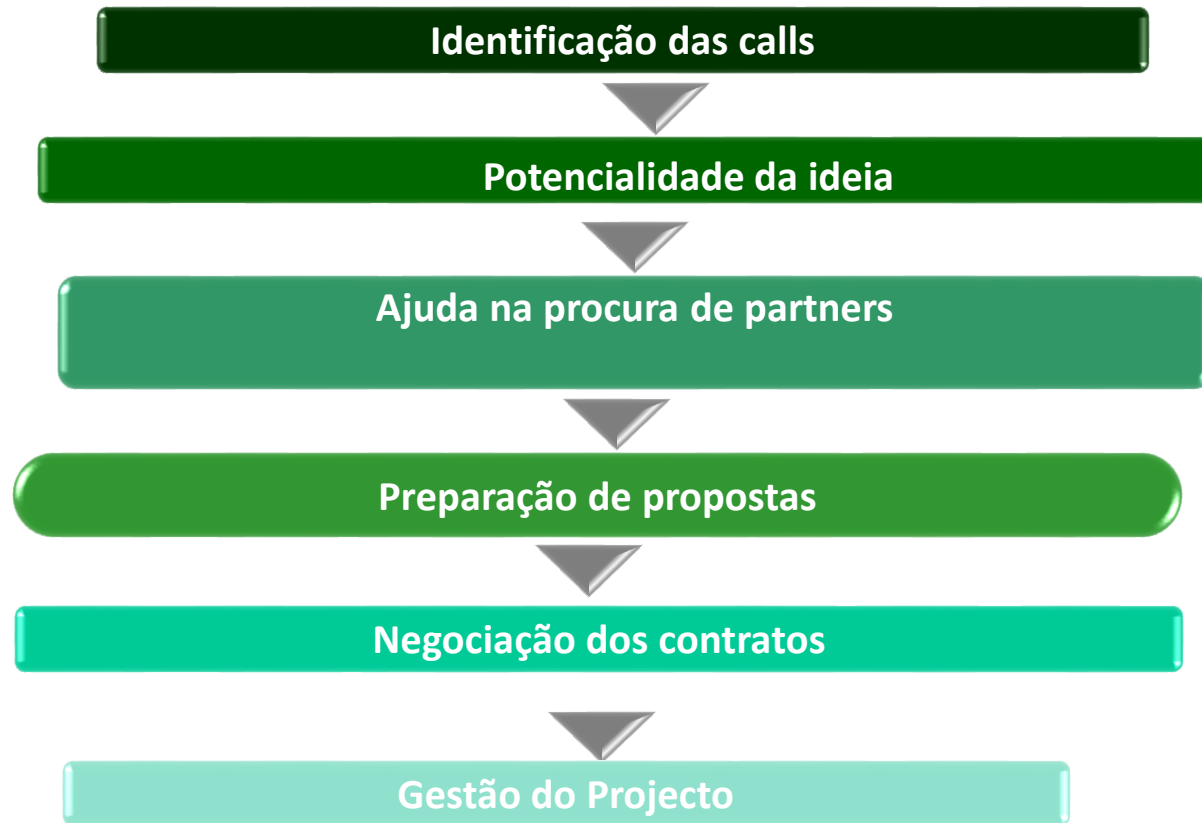 Identificação das calls
Potencialidade da ideia
Ajuda na procura de partners
Preparação de propostas
Negociação dos contratos
Gestão do Projecto